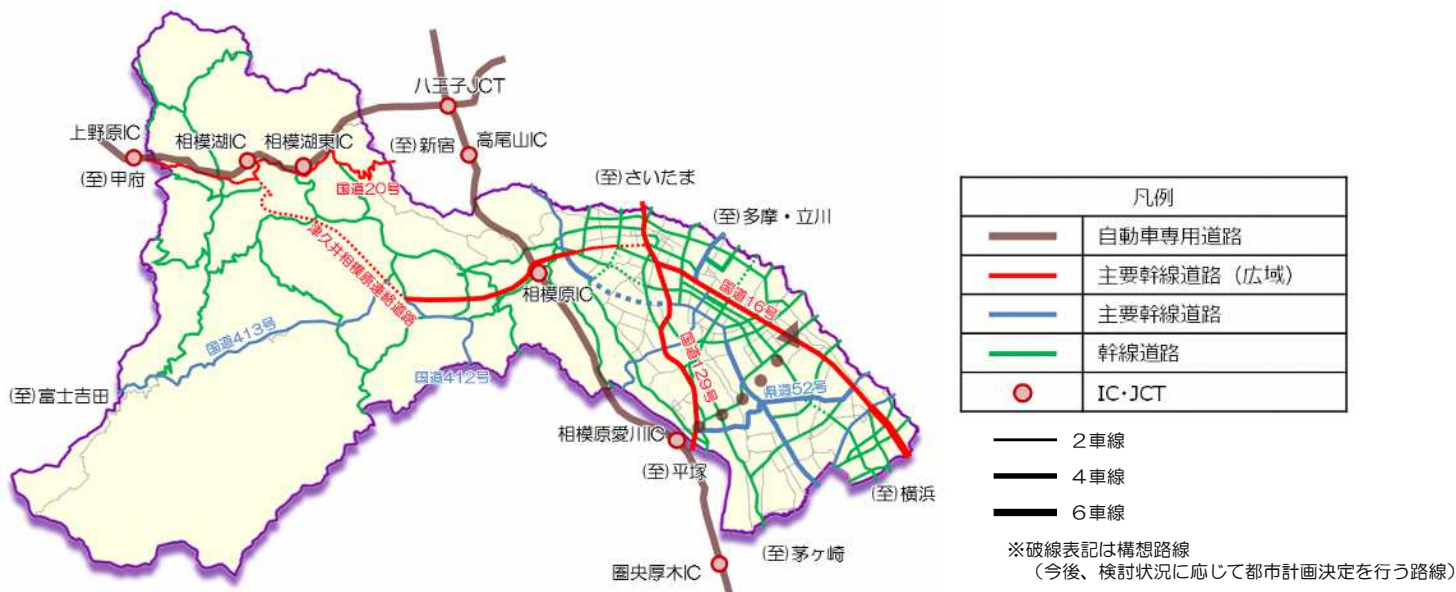 八王子JCT
上野原IC
相模湖IC
相模湖東IC
(至)新宿
高尾山IC
(至)甲府
国道20号
(至)さいたま
(至)多摩・立川
津久井相模原連絡道路
相模原IC
国道16号
国道413号
国道412号
国道129号
県道52号
(至)富士吉田
相模原愛川IC
(至)平塚
(至)横浜
(至)茅ヶ崎
圏央厚木IC
凡例
自動車専用道路
主要幹線道路（広域）
主要幹線道路
幹線道路
IC・JCT
2車線
4車線
6車線
※破線表記は構想路線
（今後、検討状況に応じて都市計画決定を行う路線）